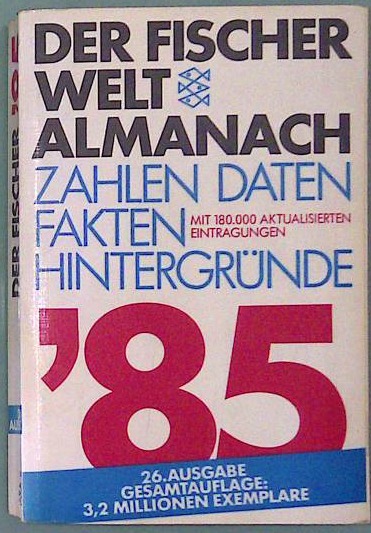 DER FISCHER
WELT
ALMANACH
ZAHLEN DATEN
FAKTEN MIT 180.000 AKTUALISIERTEN
EINTRAGUNGEN
HINTERGRÜNDE
'85
26. AUSGABE
GESAMTAUFLAGE:
3,2 MILLIONEN EXEMPLARE
DER FISCHER